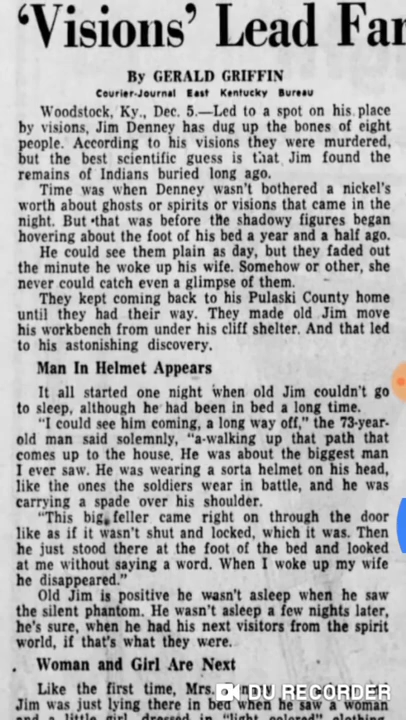 ‘Visions’ Lead Far
By GERALD GRIFFIN
Courier-Journal East Kentucky Bureau
Woodstock, Ky., Dec. 5.—Led to a spot on his place
by visions, Jim Denney has dug up the bones of eight
people. According to his visions they were murdered,
but the best scientific guess is that Jim found the
remains of Indians buried long ago.
Time was when Denney wasn't bothered a nickel's
worth about ghosts or spirits or visions that came in the
night. But that was before the shadowy figures began
hovering about the foot of his bed a year and a half ago.
He could see them plain as day, but they faded out
the minute he woke up his wife. Somehow or other, she
never could catch even a glimpse of them.
They kept coming back to his Pulaski County home
until they had their way. They made old Jim move
his workbench from under his cliff shelter. And that led
to his astonishing discovery.
Man In Helmet Appears
It all started one night when old Jim couldn't go
to sleep, although he had been in bed a long time.
“I could see him coming, a long way off,” the 73-year-
old man said solemnly, “a-walking up that path that
comes up to the house. He was about the biggest man
I ever saw. He was wearing a sorta helmet on his head,
like the ones the soldiers wear in battle, and he was
carrying a spade over his shoulder.
“This big feller came right on through the door
like as if it wasn't shut and locked, which it was. Then
he just stood there at the foot of the bed and looked
at me without saying a word. When I woke up my wife
he disappeared.”
Old Jim is positive he wasn't asleep when he saw
the silent phantom. He wasn't asleep a few nights later,
he's sure, when he had his next visitors from the spirit
world, if that's what they were.
Woman and Girl Are Next
Like the first time, Mrs.
DU RECORDER
Jim was just lying there in bed when he saw a woman
and a little girl, dressed in “light colored” clothing,